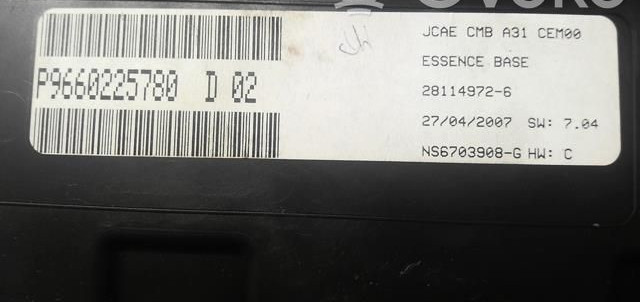 P9660225780 D 02
JCAE CMB A31 CEM00
ESSENCE BASE
28114972-6
27/04/2007 SW: 7.04
NS6703908-G HW: C